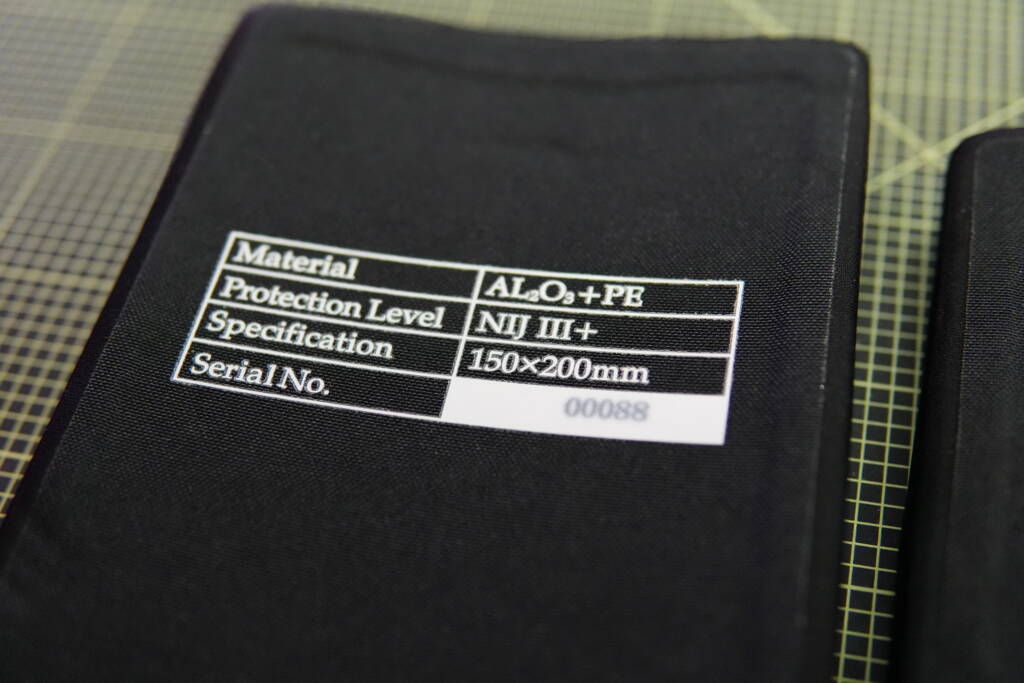 Material AL₂O₃+PE
Protection Level NIJ III+
Specification 150×200mm
Serial No. 00088